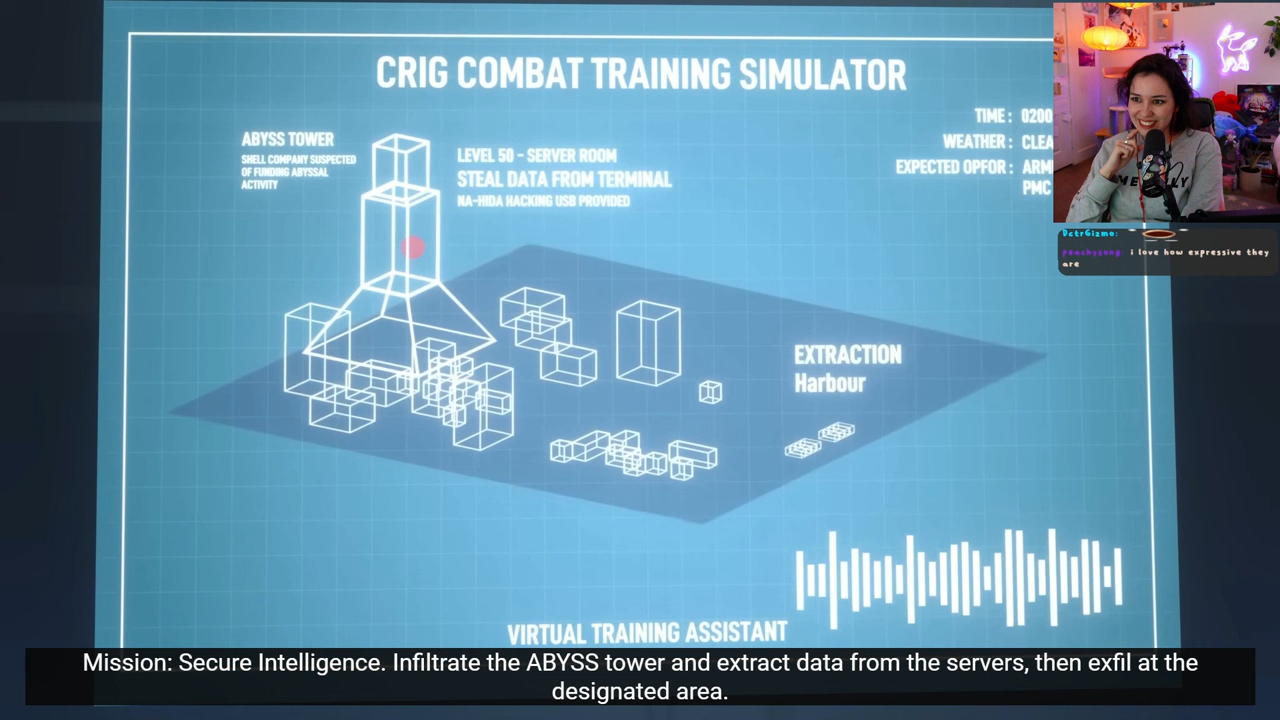 CRIG COMBAT TRAINING SIMULATOR
TIME : 0200
WEATHER : CLEA
EXPECTED OPFOR : ARM
PMC
ABYSS TOWER
SHELL COMPANY SUSPECTED
OF FUNDING ABYSSAL
ACTIVITY
LEVEL 50 - SERVER ROOM
STEAL DATA FROM TERMINAL
NA-HIDA HACKING USB PROVIDED
DctrGizmo:
peachysong: i love how expressive they
are
EXTRACTION
Harbour
VIRTUAL TRAINING ASSISTANT
Mission: Secure Intelligence. Infiltrate the ABYSS tower and extract data from the servers, then exfil at the
designated area.